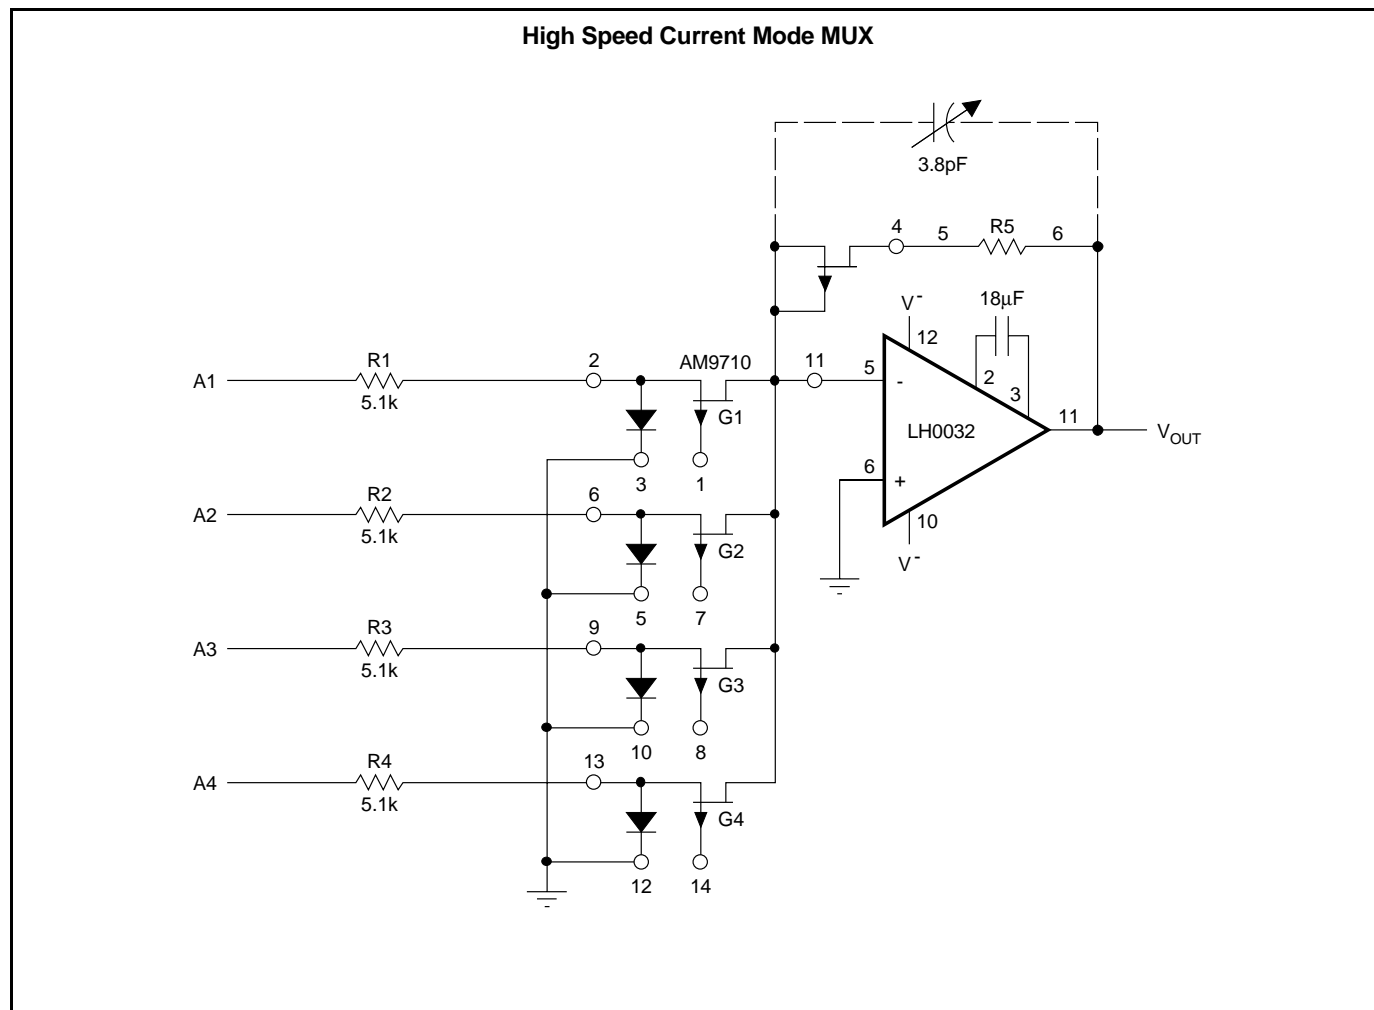 High Speed Current Mode MUX
3.8pF
4
5
R5
6
18µF
V-
12
R1
2
AM9710
11
5
-
2
3
A1
5.1k
G1
LH0032
11
VOUT
3
1
6
+
R2
6
10
A2
5.1k
G2
V-
5
7
R3
9
A3
5.1k
G3
10
8
R4
13
A4
5.1k
G4
12
14